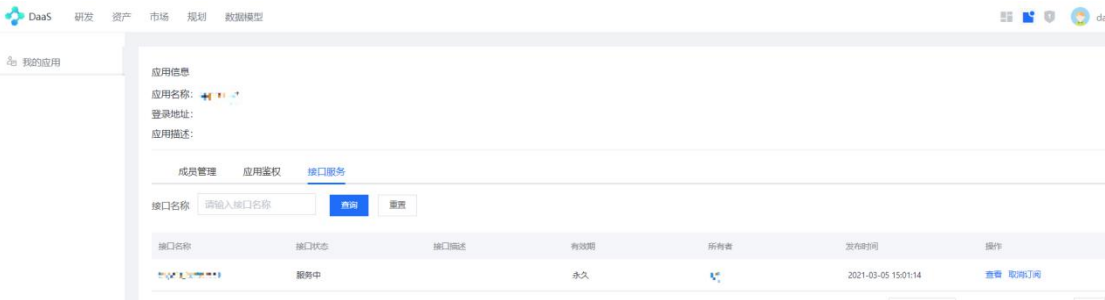 DaaS 研发 资产 市场 规划 数据模型
我的应用
应用信息
应用名称：
登录地址：
应用描述：
成员管理 应用鉴权 接口服务
接口名称 请输入接口名称 查询 重置
接口名称 接口状态 接口描述 有效期 所有者 发布时间 操作
服务中 永久 2021-03-05 15:01:14 查看 取消订阅